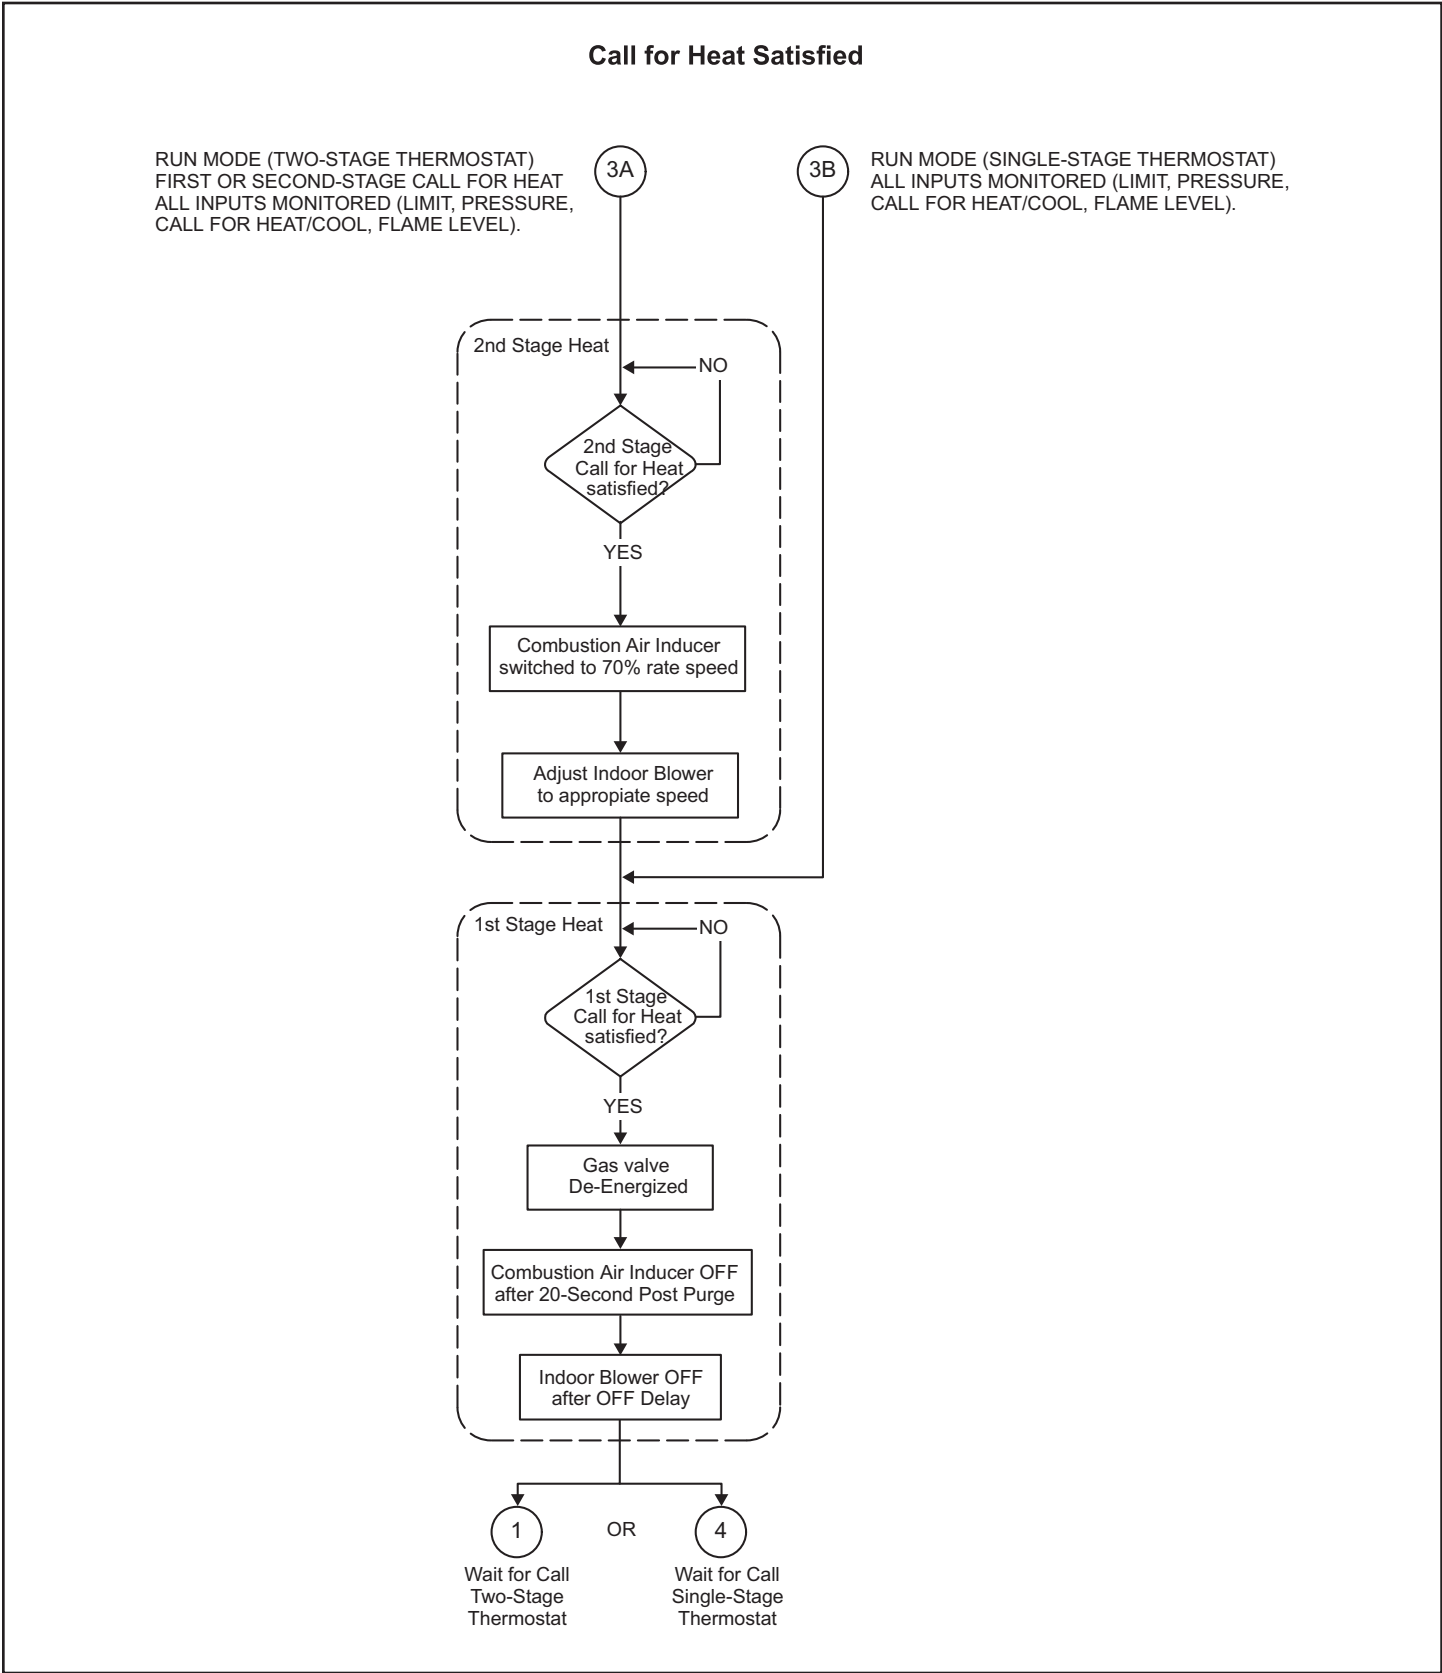 Call for Heat Satisfied
RUN MODE (TWO-STAGE THERMOSTAT)
FIRST OR SECOND-STAGE CALL FOR HEAT
ALL INPUTS MONITORED (LIMIT, PRESSURE,
CALL FOR HEAT/COOL, FLAME LEVEL).
3A
3B
RUN MODE (SINGLE-STAGE THERMOSTAT)
ALL INPUTS MONITORED (LIMIT, PRESSURE,
CALL FOR HEAT/COOL, FLAME LEVEL).
2nd Stage Heat
NO
2nd Stage
Call for Heat
satisfied?
YES
Combustion Air Inducer
switched to 70% rate speed
Adjust Indoor Blower
to appropiate speed
1st Stage Heat
NO
1st Stage
Call for Heat
satisfied?
YES
Gas valve
De-Energized
Combustion Air Inducer OFF
after 20-Second Post Purge
Indoor Blower OFF
after OFF Delay
1
OR
4
Wait for Call
Two-Stage
Thermostat
Wait for Call
Single-Stage
Thermostat